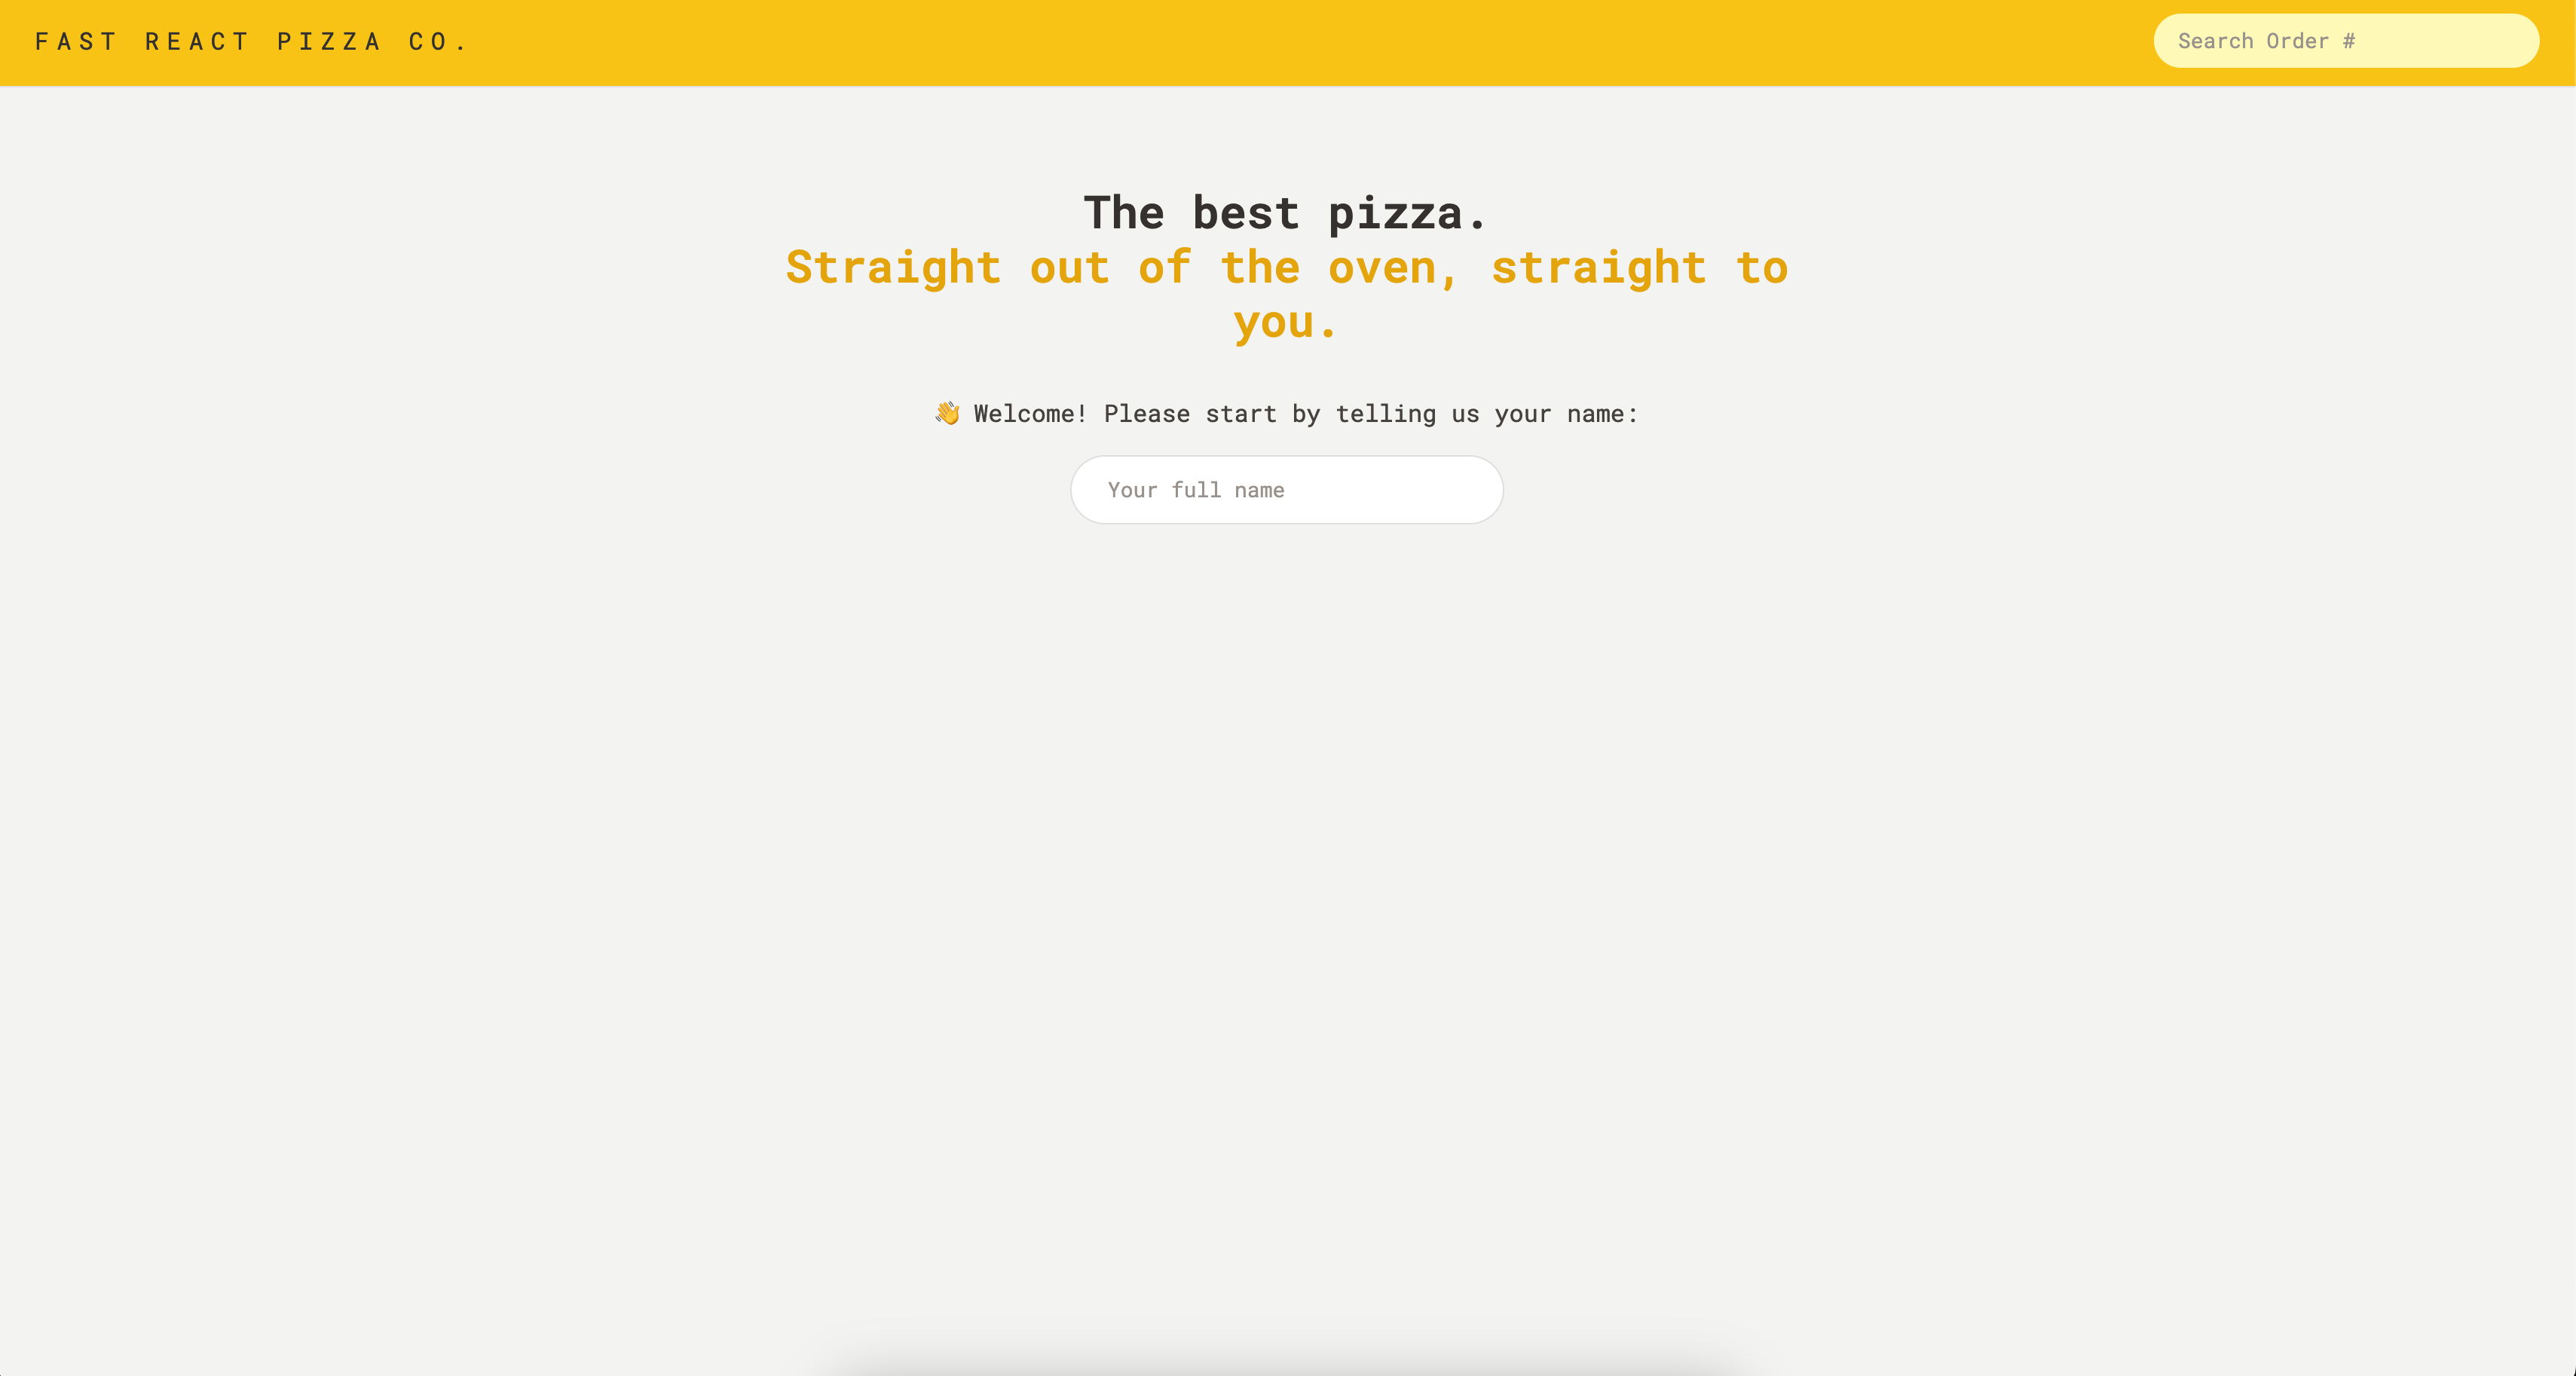 FAST REACT PIZZA CO.
Search Order #
The best pizza.
Straight out of the oven, straight to
you.
👋 Welcome! Please start by telling us your name:
Your full name